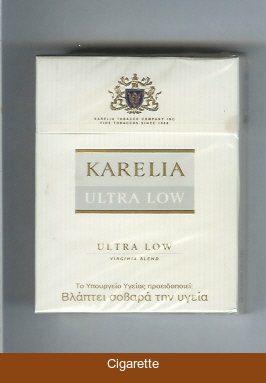 KARELIA TOBACCO COMPANY INC
FINE TOBACCOS SINCE 1888
KARELIA
ULTRA LOW
ULTRA LOW
VIRGINIA BLEND
Το Υπουργείο Υγείας προειδοποιεί:
Βλάπτει σοβαρά την υγεία
Cigarette